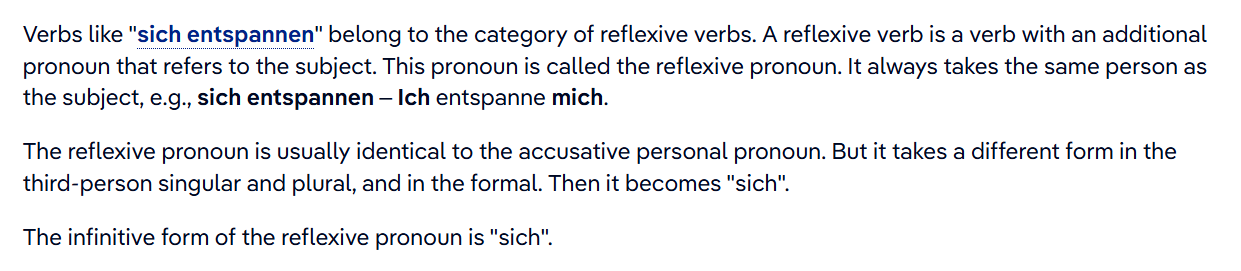 Verbs like "sich entspannen" belong to the category of reflexive verbs. A reflexive verb is a verb with an additional
pronoun that refers to the subject. This pronoun is called the reflexive pronoun. It always takes the same person as
the subject, e.g., sich entspannen – Ich entspanne mich.
The reflexive pronoun is usually identical to the accusative personal pronoun. But it takes a different form in the
third-person singular and plural, and in the formal. Then it becomes "sich".
The infinitive form of the reflexive pronoun is "sich".